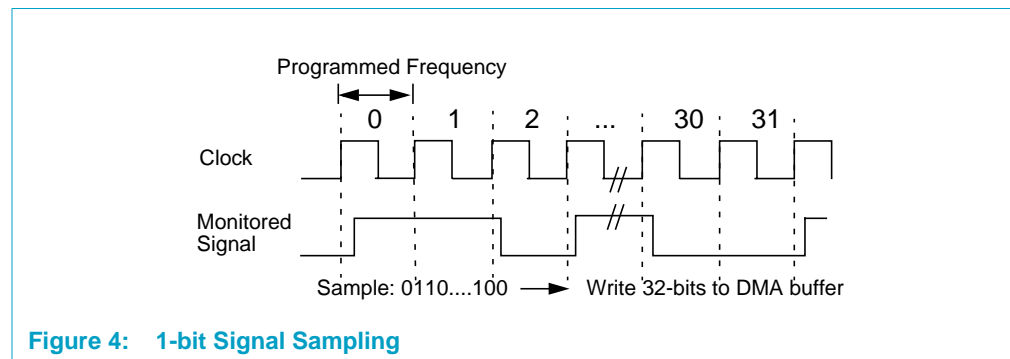 Programmed Frequency
0 1 2 ... 30 31
Clock
Monitored
Signal
Sample: 0110....100 Write 32-bits to DMA buffer
Figure 4: 1-bit Signal Sampling